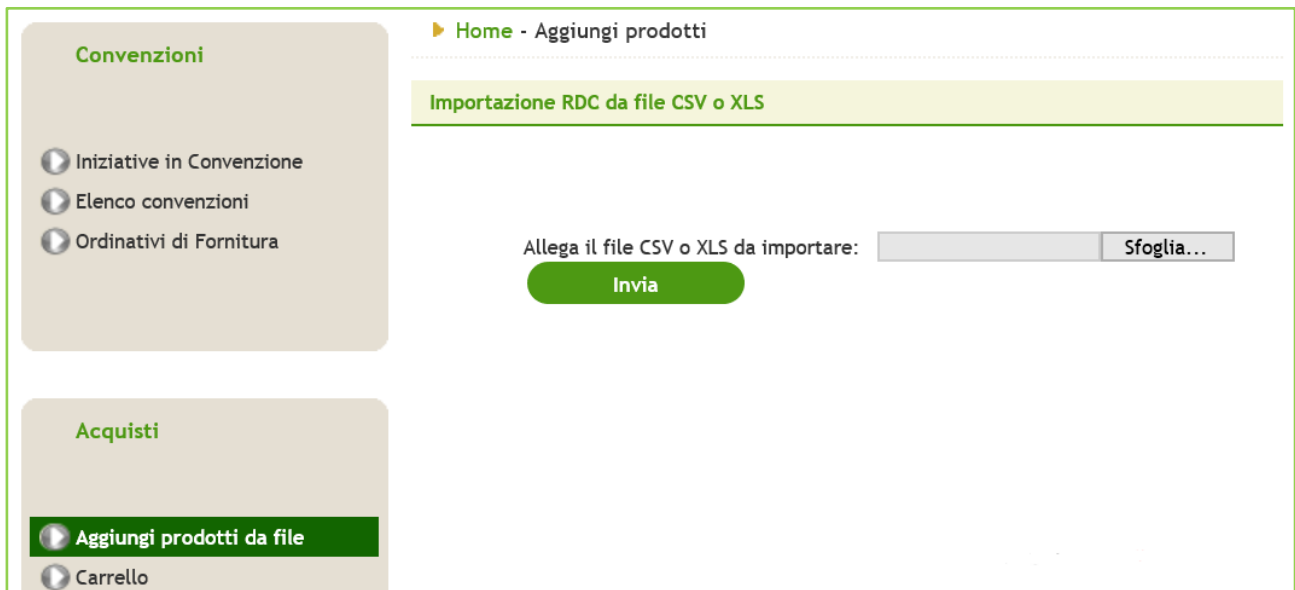 Convenzioni
Iniziative in Convenzione
Elenco convenzioni
Ordinativi di Fornitura
Acquisti
Aggiungi prodotti da file
Carrello
Home - Aggiungi prodotti
Importazione RDC da file CSV o XLS
Allega il file CSV o XLS da importare: Sfoglia...
Invia